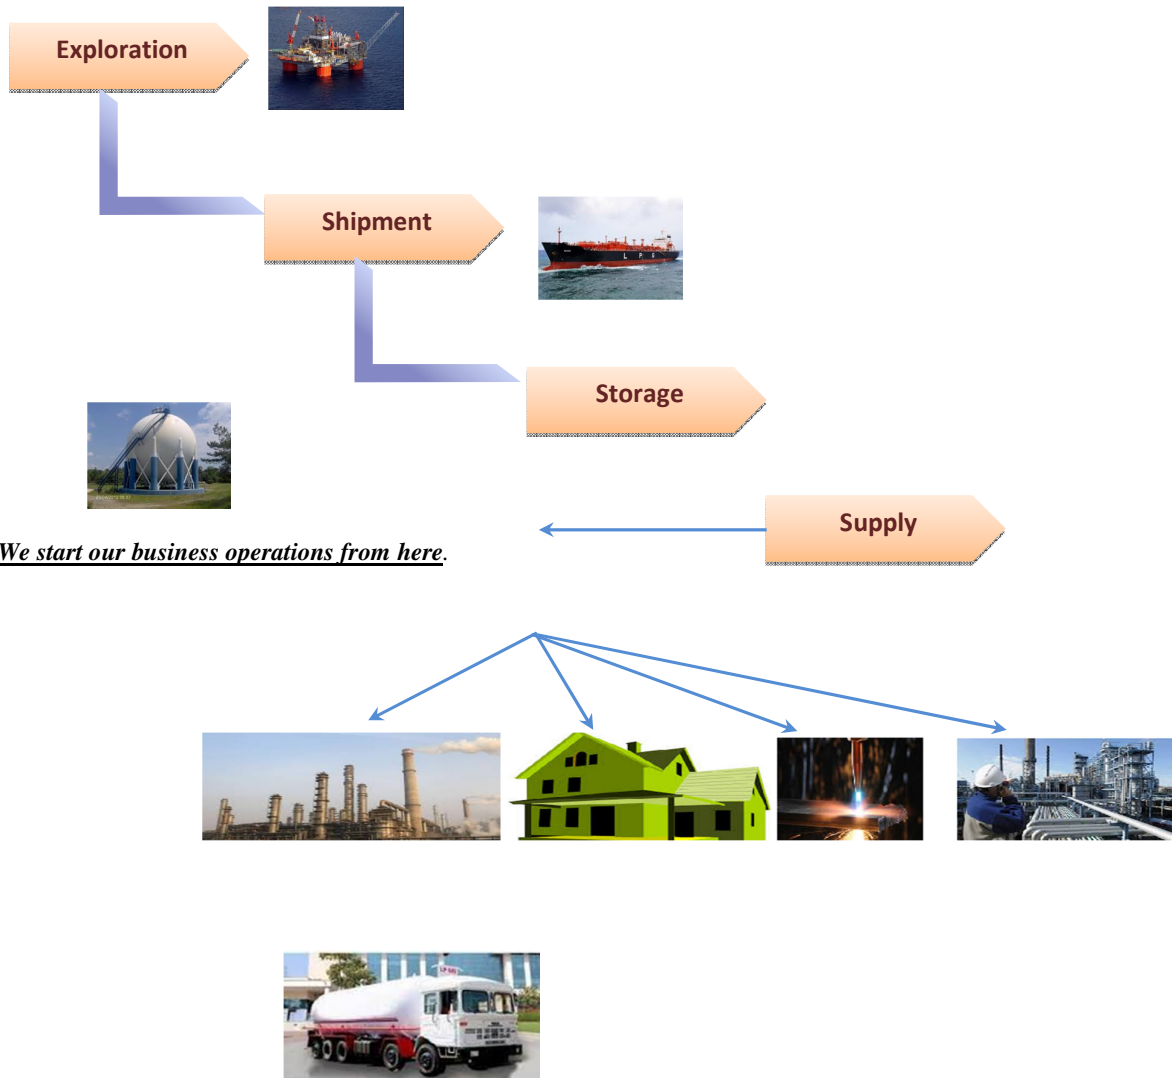 Exploration
Shipment
L P G
Storage
Supply
We start our business operations from here.